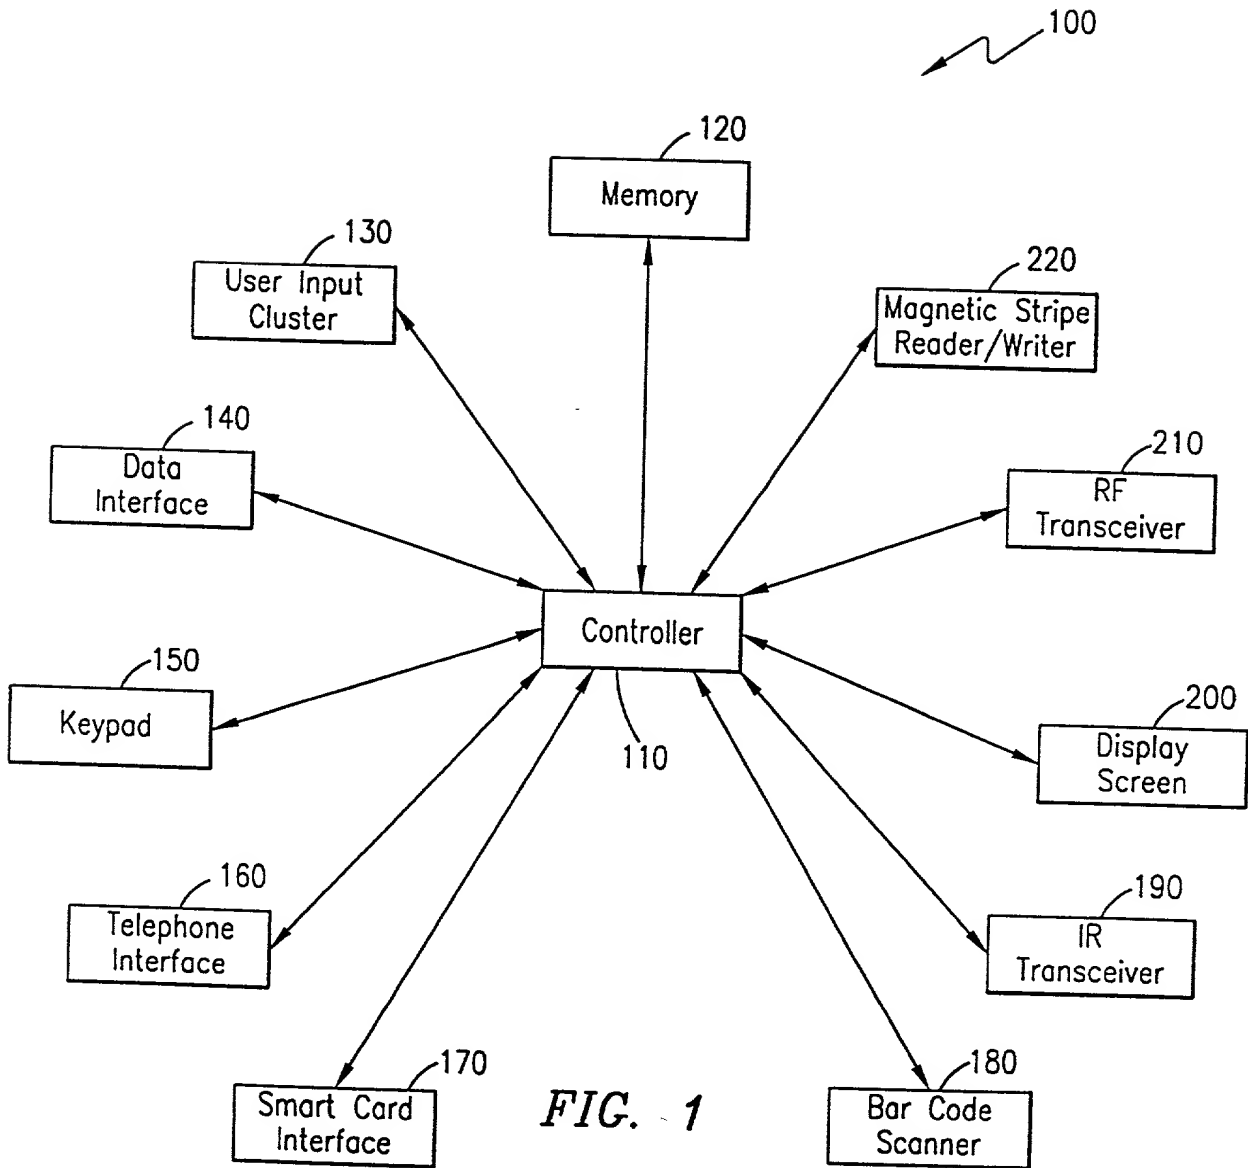 100
120
Memory
130
User Input
Cluster
220
Magnetic Stripe
Reader/Writer
140
Data
Interface
210
RF
Transceiver
Controller
110
150
Keypad
200
Display
Screen
160
Telephone
Interface
190
IR
Transceiver
170
Smart Card
Interface
180
Bar Code
Scanner
FIG. 1